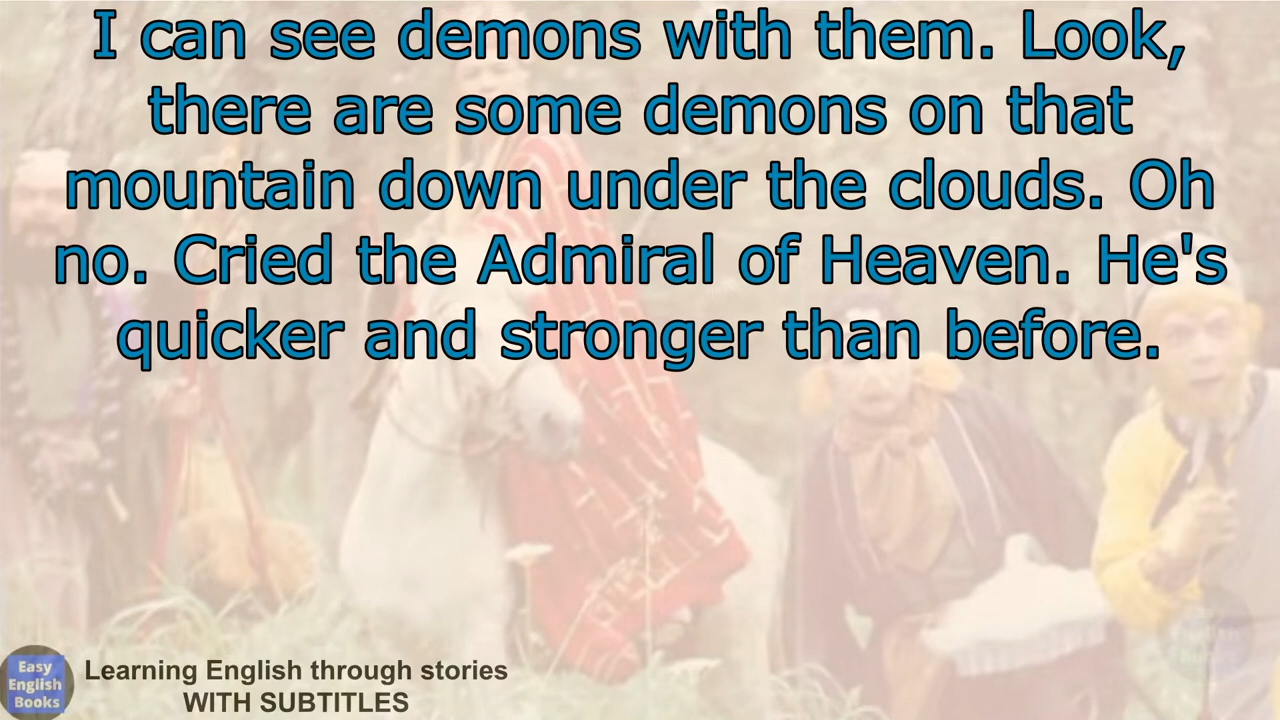 I can see demons with them. Look,
there are some demons on that
mountain down under the clouds. Oh
no. Cried the Admiral of Heaven. He's
quicker and stronger than before.
Easy
English
Books
Learning English through stories
WITH SUBTITLES